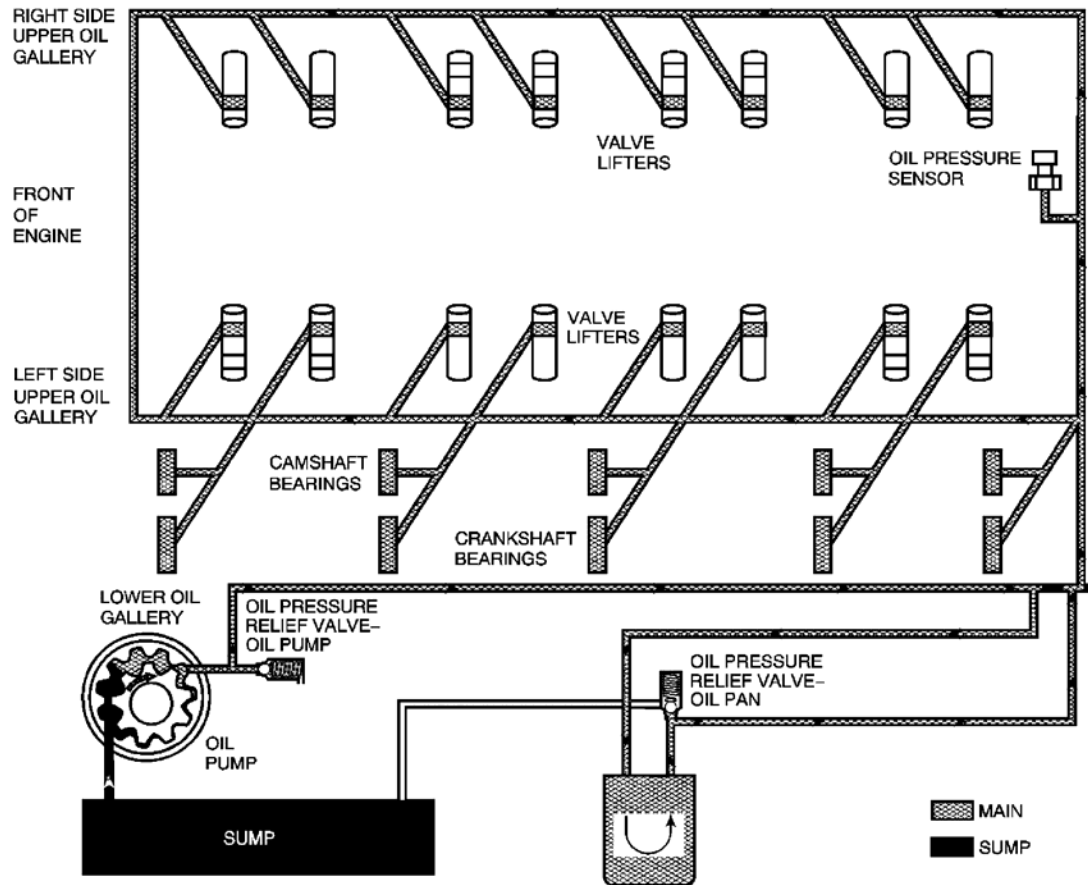 RIGHT SIDE
UPPER OIL
GALLERY
VALVE
LIFTERS
OIL PRESSURE
SENSOR
FRONT
OF
ENGINE
VALVE
LIFTERS
LEFT SIDE
UPPER OIL
GALLERY
CAMSHAFT
BEARINGS
CRANKSHAFT
BEARINGS
LOWER OIL
GALLERY
OIL PRESSURE
RELIEF VALVE–
OIL PUMP
OIL PRESSURE
RELIEF VALVE–
OIL PAN
OIL
PUMP
SUMP
MAIN
SUMP